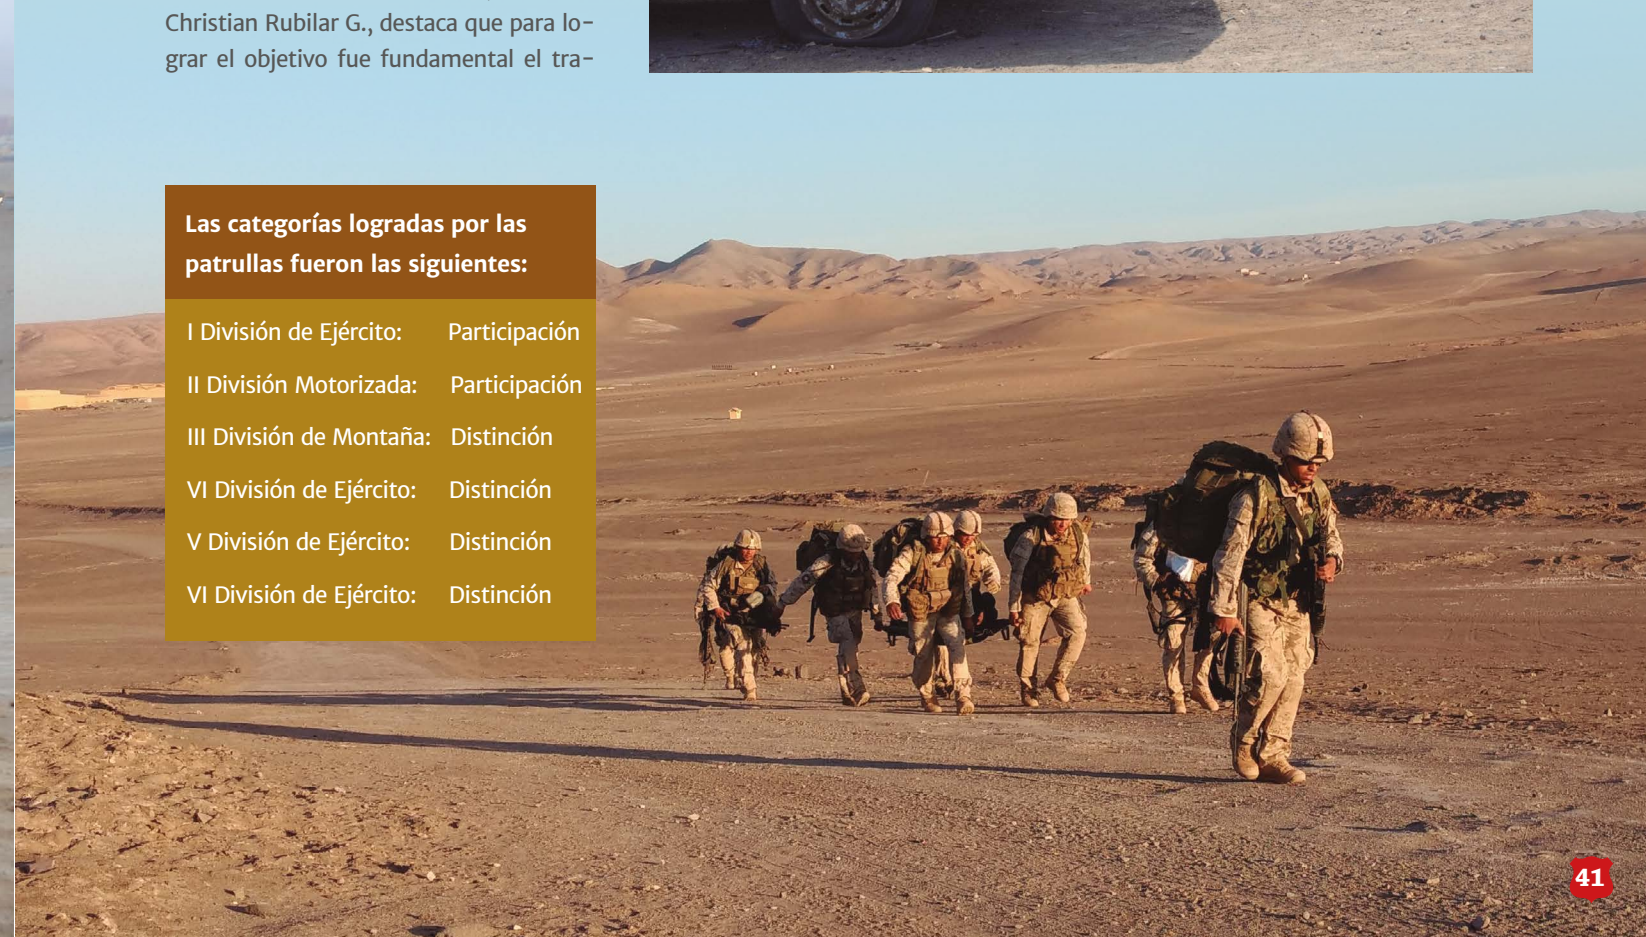 Christian Rubilar G., destaca que para lo-
grar el objetivo fue fundamental el tra-
Las categorías logradas por las
patrullas fueron las siguientes:
I División de Ejército: Participación
II División Motorizada: Participación
III División de Montaña: Distinción
VI División de Ejército: Distinción
V División de Ejército: Distinción
VI División de Ejército: Distinción
41